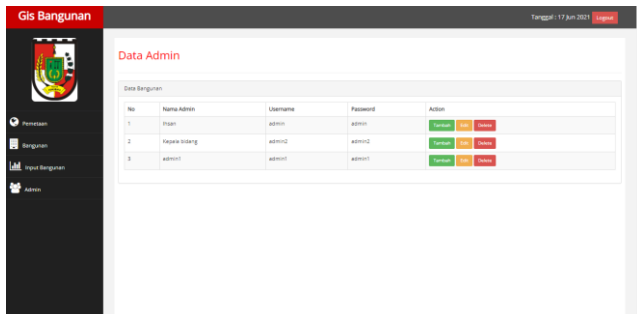 Gis Bangunan
Tanggal : 17 Jun 2021 Logout
Data Admin
Data Bangunan
No Nama Admin Username Password Action
1 admin admin Tambah Edit Delete
2 Kepala bidang admin2 admin2 Tambah Edit Delete
3 admin1 admin1 admin1 Tambah Edit Delete
Pemetaan
Bangunan
Input Bangunan
Admin